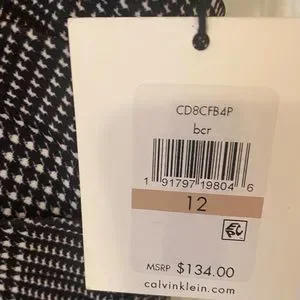 CD8CFB4P
bcr
1 91797 19804 6
12
MSRP $134.00
calvinklein.com